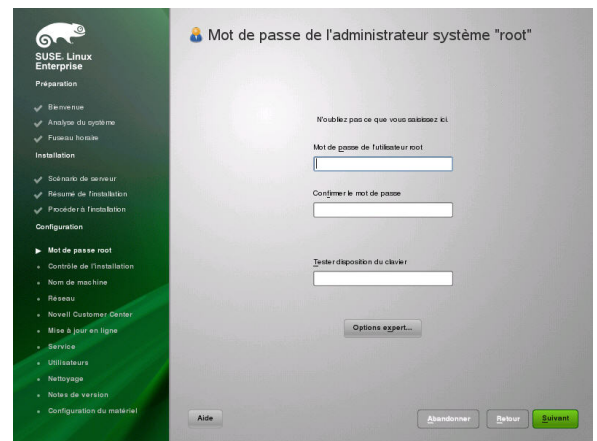 SUSE. Linux
Enterprise
Préparation
Bienvenue
Analyse du système
Fuseau horaire
Installation
Scénario de serveur
Résumé de l'installation
Procéder à l'installation
Configuration
Mot de passe root
Contrôle de l'installation
Nom de machine
Réseau
Novell Customer Center
Mise à jour en ligne
Service
Utilisateurs
Nettoyage
Notes de version
Configuration du matériel
Mot de passe de l'administrateur système "root"
N'oubliez pas ce que vous saisissez ici.
Mot de passe de l'utilisateur root
Confirmer le mot de passe
Tester disposition du clavier
Options expert...
Aide
Abandonner
Retour
Suivant